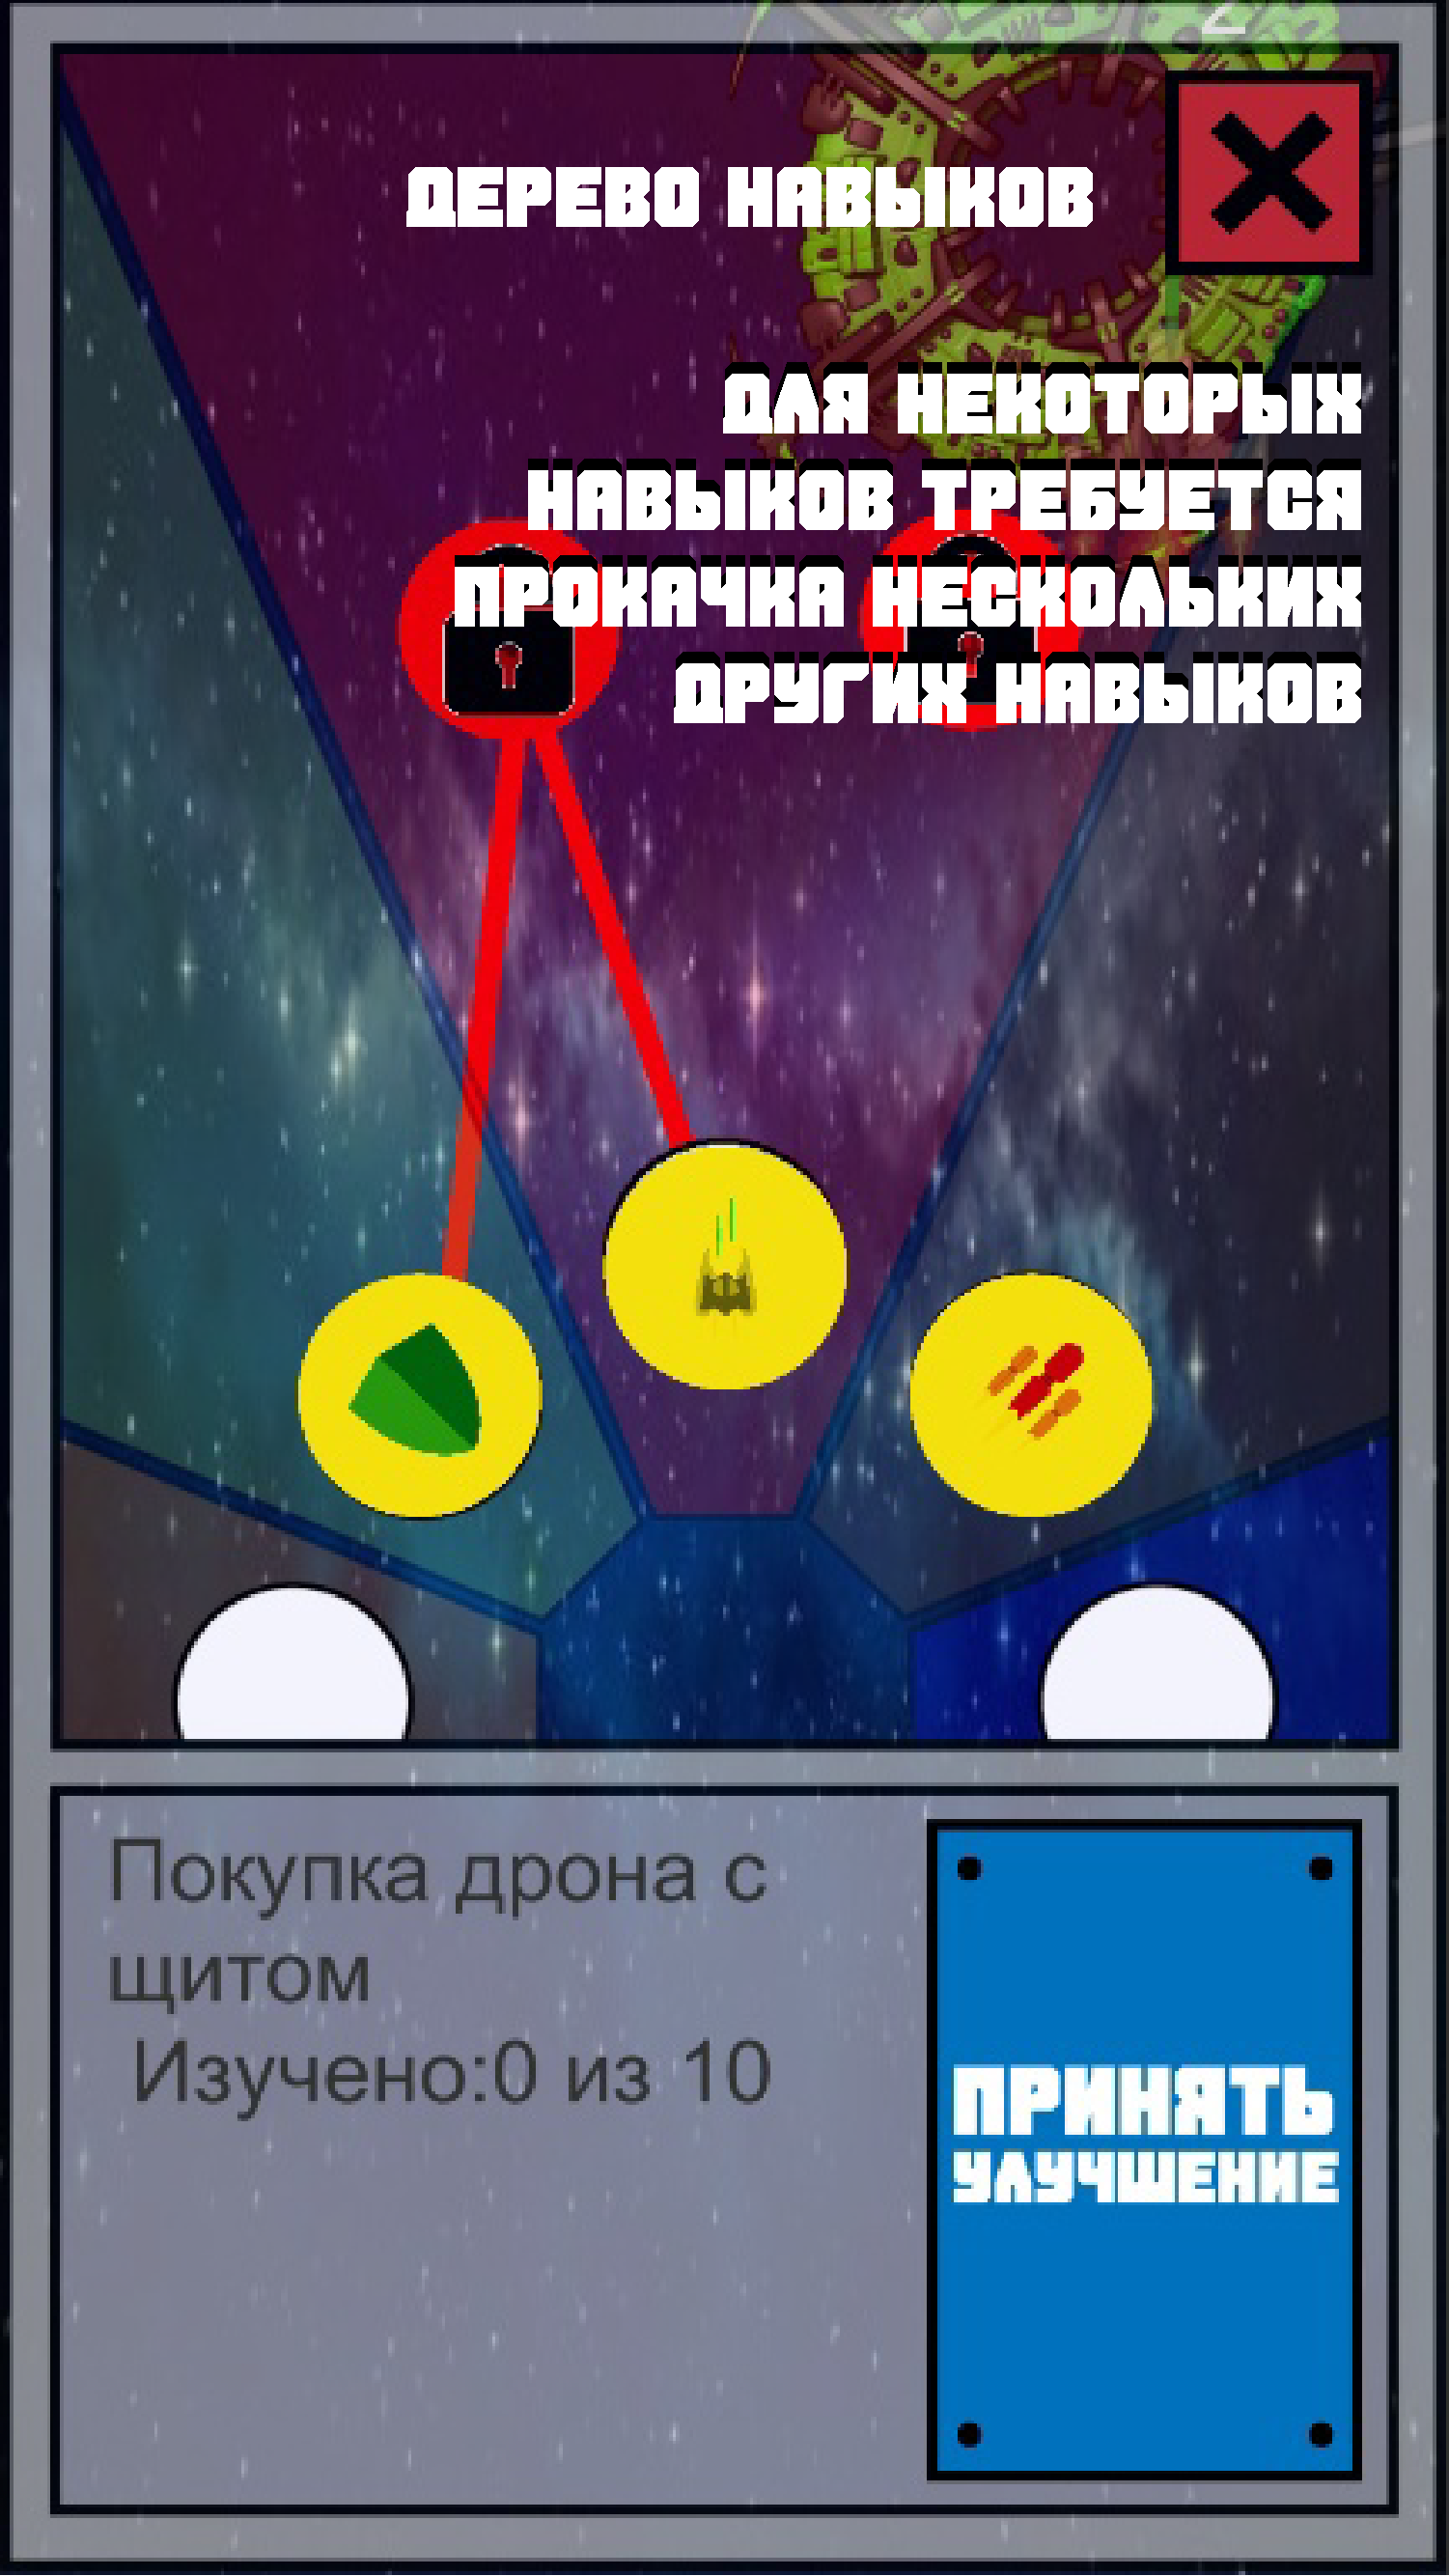 ДЕРЕВО НАВЫКОВ
ДЛЯ НЕКОТОРЫХ
НАВЫКОВ ТРЕБУЕТСЯ
ПРОКАЧКА НЕСКОЛЬКИХ
ДРУГИХ НАВЫКОВ
Покупка дрона с
щитом
Изучено:0 из 10
ПРИНЯТЬ
УЛУЧШЕНИЕ